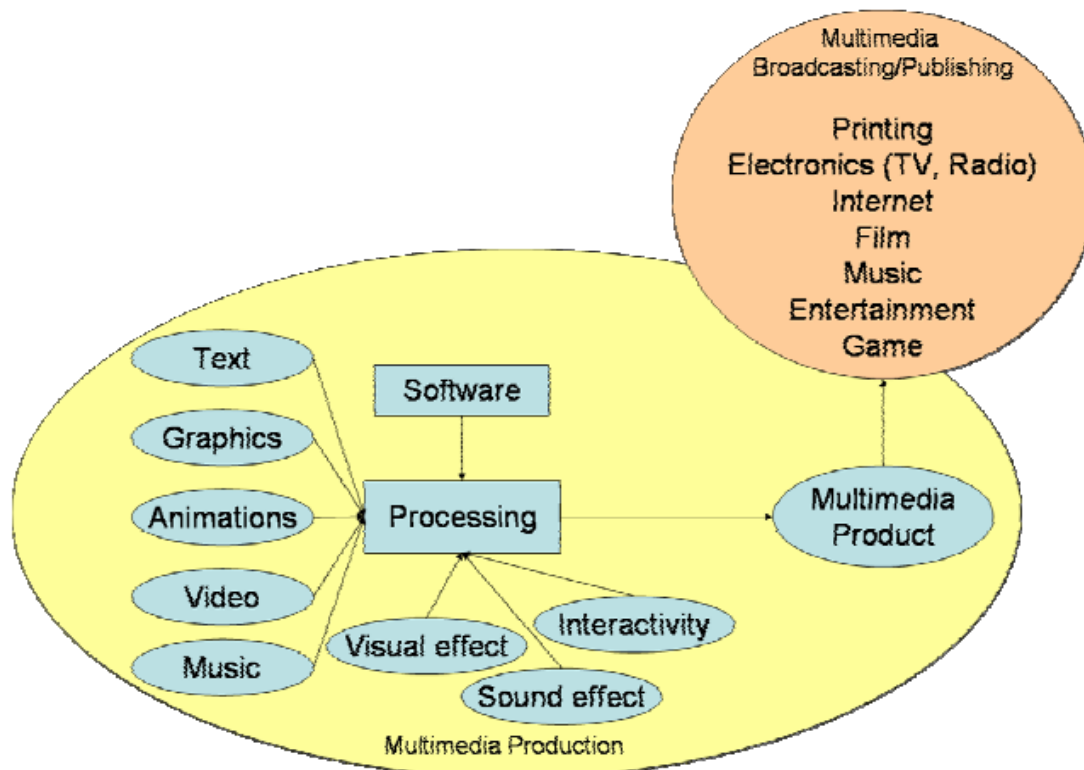 Multimedia
Broadcasting/Publishing
Printing
Electronics (TV, Radio)
Internet
Film
Music
Entertainment
Game
Text
Software
Graphics
Animations
Processing
Multimedia
Product
Video
Interactivity
Visual effect
Music
Sound effect
Multimedia Production